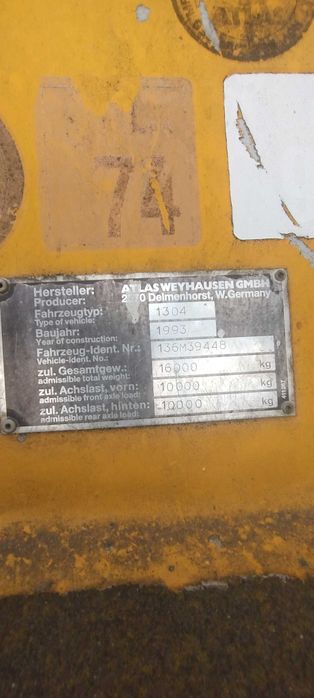 74
Hersteller: ATLAS WEYHAUSEN GMBH
Producer: 2870 Delmenhorst, W.Germany
Fahrzeugtyp: 1304
Type of vehicle:
Baujahr: 1993
Year of construction:
Fahrzeug-Ident. Nr.: 136M39448
Vehicle-Ident. No.:
zul. Gesamtgew.: 16000 kg
admissible total weight:
zul. Achslast, vorn: 10000 kg
admissible front axle load:
zul. Achslast, hinten: 10000 kg
admissible rear axle load: